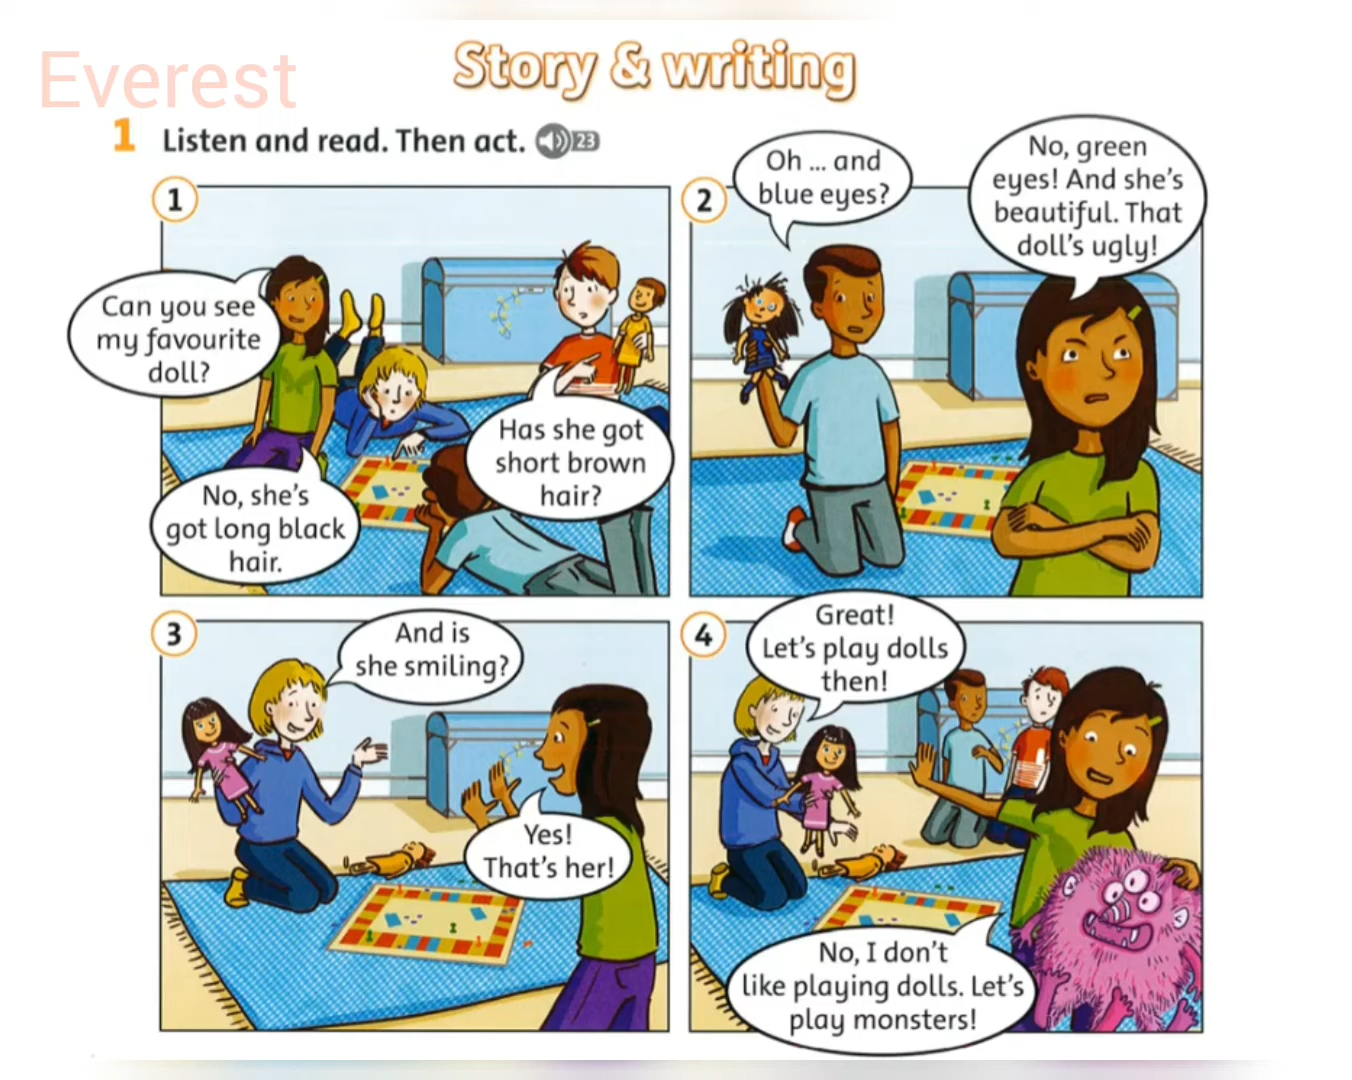 Everest
Story & writing
1 Listen and read. Then act. 23
1
Can you see
my favourite
doll?
Has she got
short brown
hair?
No, she's
got long black
hair.
2
Oh ... and
blue eyes?
No, green
eyes! And she's
beautiful. That
doll's ugly!
3
And is
she smiling?
Yes!
That's her!
4
Great!
Let's play dolls
then!
No, I don't
like playing dolls. Let's
play monsters!